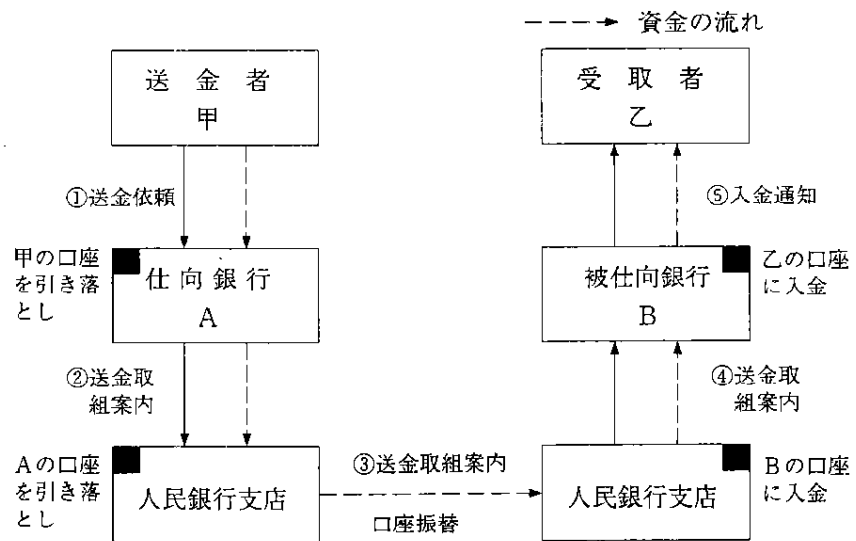 資金の流れ
送金者
甲
受取者
乙
①送金依頼
⑤入金通知
甲の口座
を引き落
とし
仕向銀行
A
被仕向銀行
B
乙の口座
に入金
②送金取
組案内
④送金取
組案内
Aの口座
を引き落
とし
人民銀行支店
③送金取組案内
口座振替
人民銀行支店
Bの口座
に入金